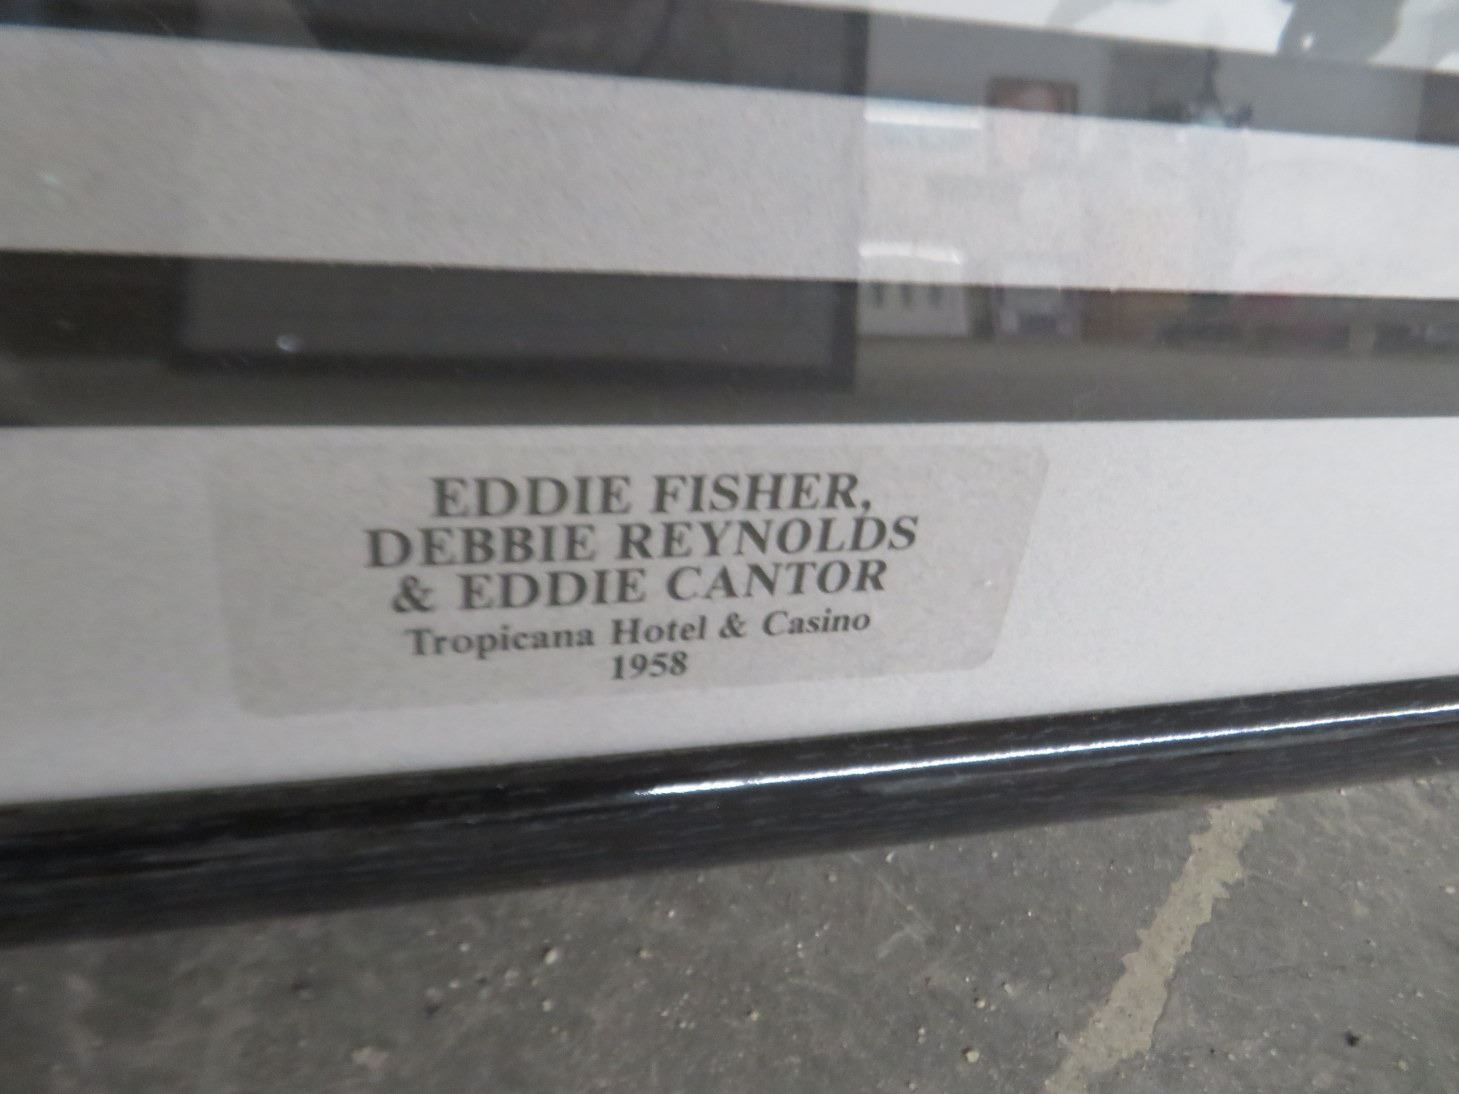 EDDIE FISHER,
DEBBIE REYNOLDS
& EDDIE CANTOR
Tropicana Hotel & Casino
1958